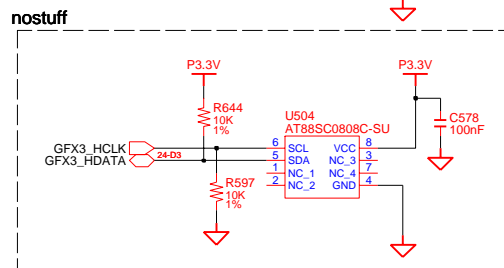 nostuff
P3.3V
P3.3V
R644
10K
1%
U504
AT88SC0808C-SU
C578
100nF
GFX3_HCLK
6 SCL VCC 8
GFX3_HDATA 24-D3
5 SDA NC_3 3
1 NC_1 NC_4 7
2 NC_2 GND 4
R597
10K
1%